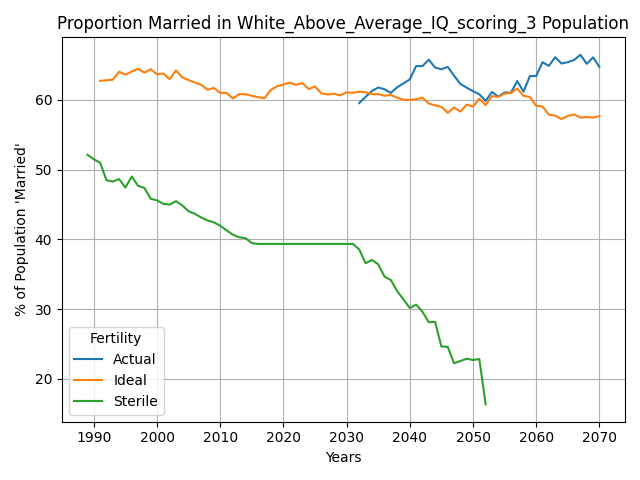 Proportion Married in White_Above_Average_IQ_scoring_3 Population
% of Population 'Married'
60
50
40
30
20
Fertility
Actual
Ideal
Sterile
1990 2000 2010 2020 2030 2040 2050 2060 2070
Years